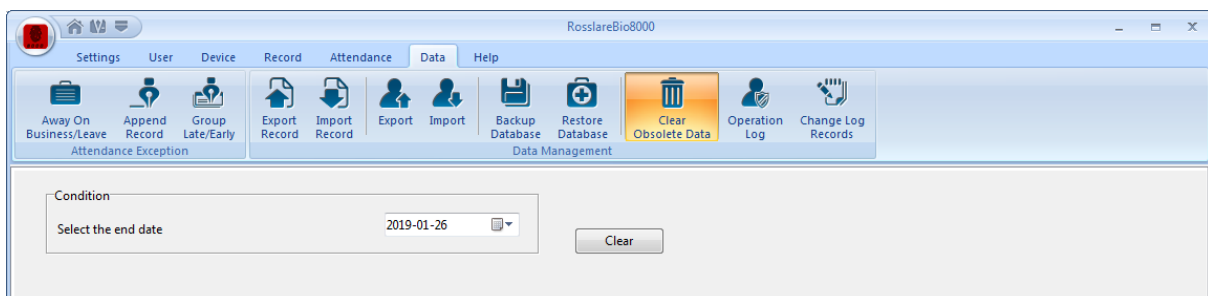 RosslareBio8000
Settings User Device Record Attendance Data Help
Away On Business/Leave
Append Record
Group Late/Early
Export Record
Import Record
Export
Import
Backup Database
Restore Database
Clear Obsolete Data
Operation Log
Change Log Records
Attendance Exception
Data Management
Condition
Select the end date
2019-01-26
Clear